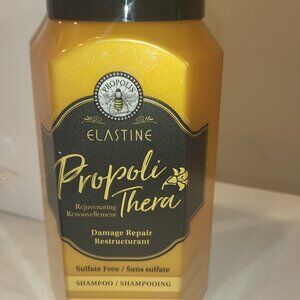 PROPOLIS
ELASTINE
Propoli
Thera
Rejuvenating
Renouvellement
Damage Repair
Restructurant
Sulfate Free / Sans sulfate
SHAMPOO / SHAMPOOING